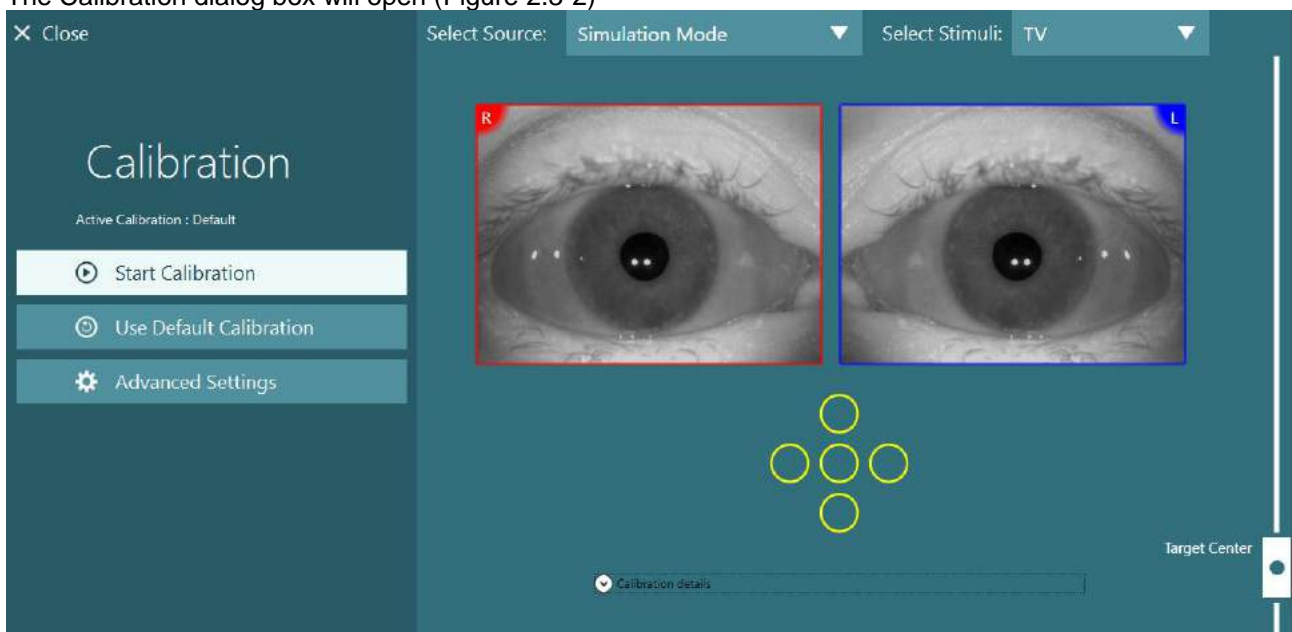 The Calibration dialog box will open (Figure 2.3-2)
Close
Select Source: Simulation Mode Select Stimuli: TV
R
L
Calibration
Active Calibration : Default
Start Calibration
Use Default Calibration
Advanced Settings
Target Center
Calibration details